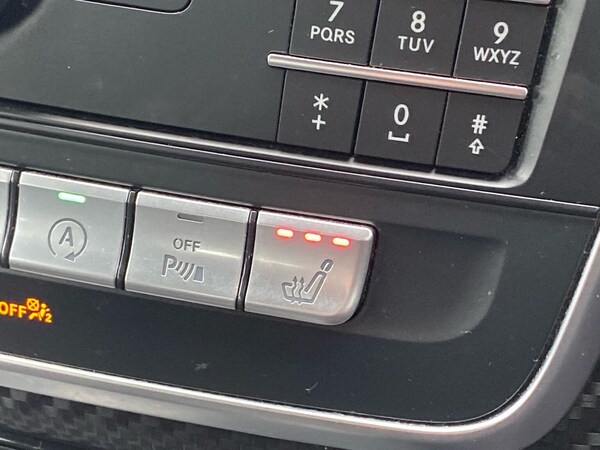 7 8 9
PQRS TUV WXYZ
* 0 #
+
A OFF
P
OFF 2